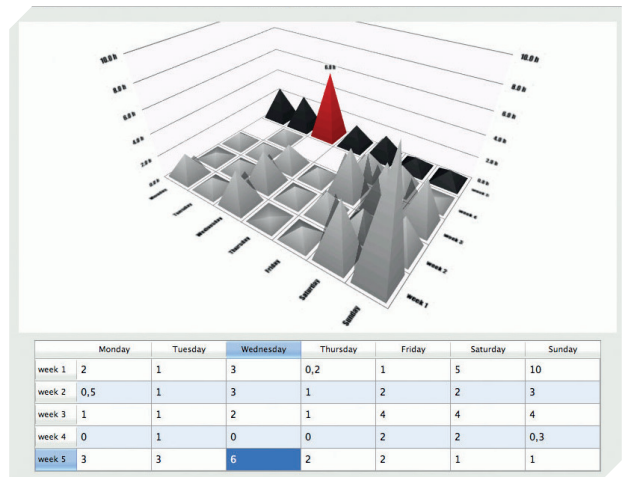 10.0 h
8.0 h
6.0 h
4.0 h
2.0 h
0.0 h
6.0 h
10.0 h
8.0 h
6.0 h
4.0 h
2.0 h
0.0 h
Monday
Tuesday
Wednesday
Thursday
Friday
Saturday
Sunday
week 5
week 4
week 3
week 2
week 1
Monday Tuesday Wednesday Thursday Friday Saturday Sunday
week 1 2 1 3 0,2 1 5 10
week 2 0,5 1 3 1 2 2 3
week 3 1 1 2 1 4 4 4
week 4 0 1 0 0 2 2 0,3
week 5 3 3 6 2 2 1 1